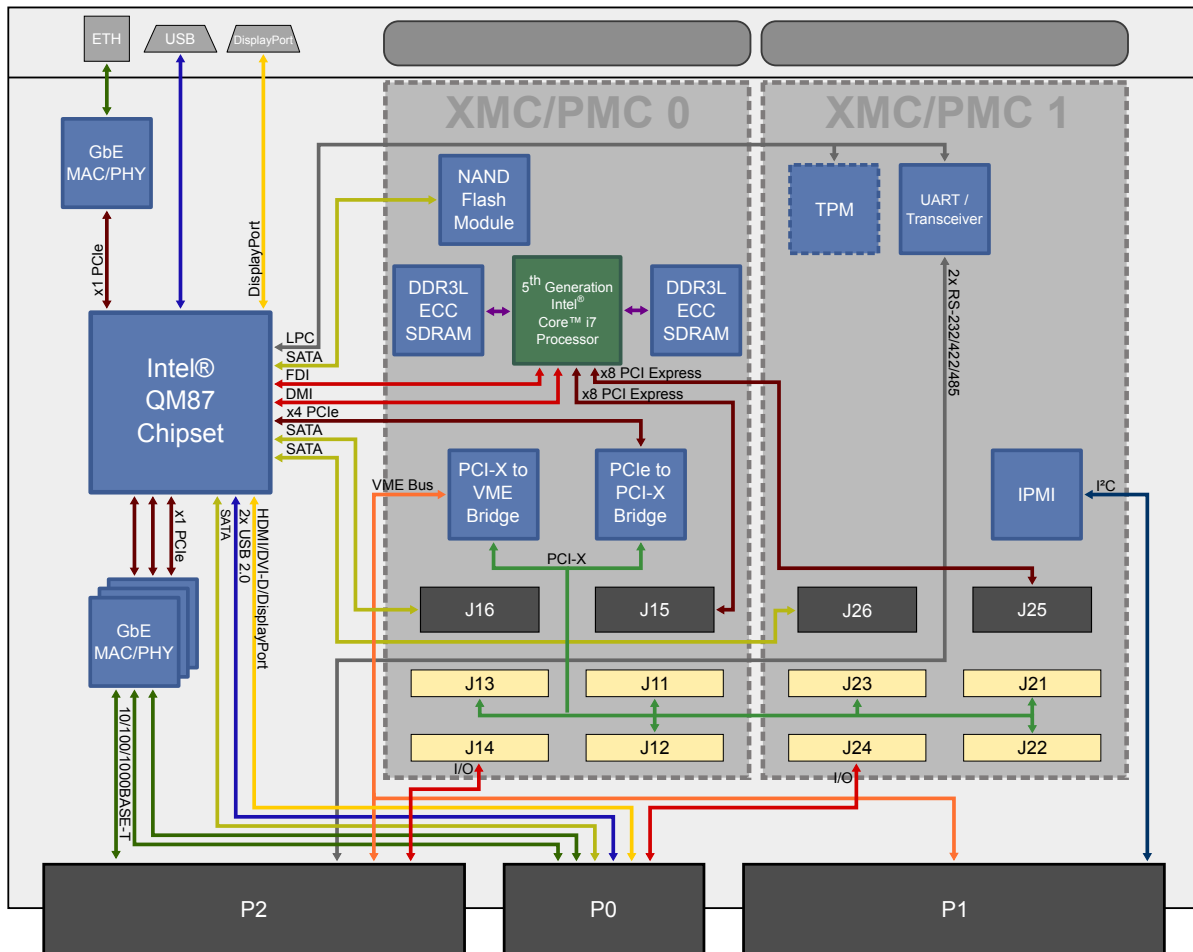 ETH
USB
DisplayPort
XMC/PMC 0
XMC/PMC 1
GbE
MAC/PHY
NAND
Flash
Module
TPM
UART /
Transceiver
x1 PCIe
DisplayPort
2x RS-232/422/485
DDR3L
ECC
SDRAM
5th Generation
Intel®
Core™ i7
Processor
DDR3L
ECC
SDRAM
Intel®
QM87
Chipset
LPC
SATA
FDI
DMI
x4 PCIe
SATA
SATA
x8 PCI Express
x8 PCI Express
VME Bus
PCI-X to
VME
Bridge
PCIe to
PCI-X
Bridge
IPMI
I²C
x1 PCIe
SATA
2x USB 2.0
HDMI/DVI-D/DisplayPort
PCI-X
GbE
MAC/PHY
J16
J15
J26
J25
J13
J11
J23
J21
J14
J12
J24
J22
I/O
I/O
10/100/1000BASE-T
P2
P0
P1